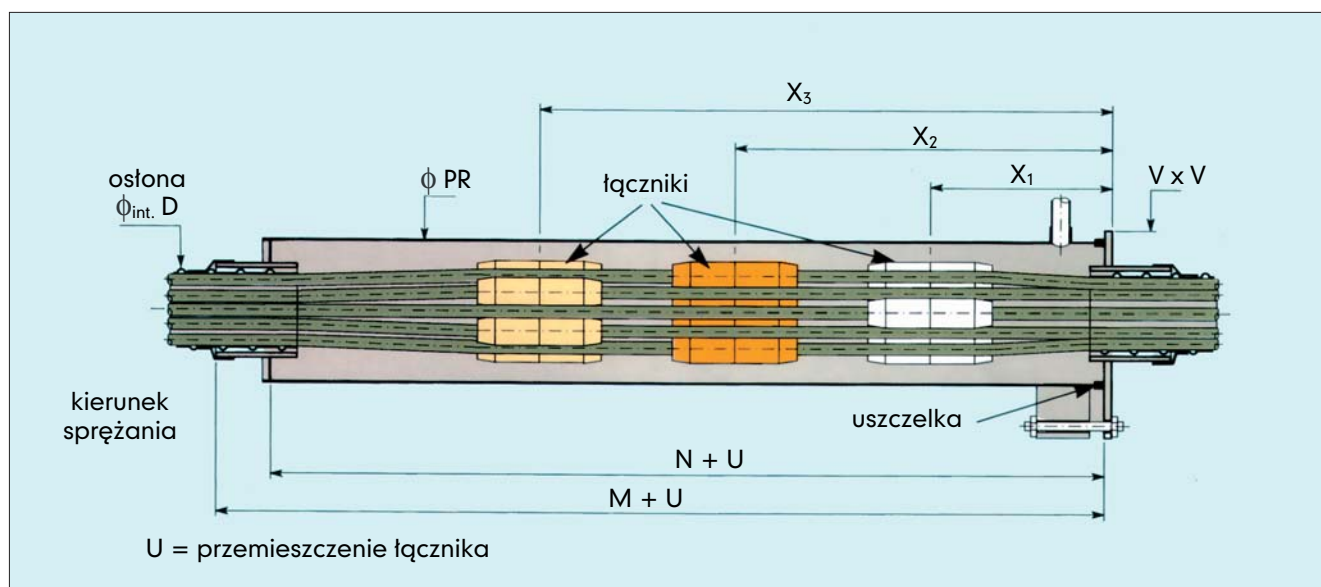 X₃
X₂
X₁
osłona
ϕint. D
ϕ PR
łączniki
V x V
kierunek
sprężania
uszczelka
N + U
M + U
U = przemieszczenie łącznika